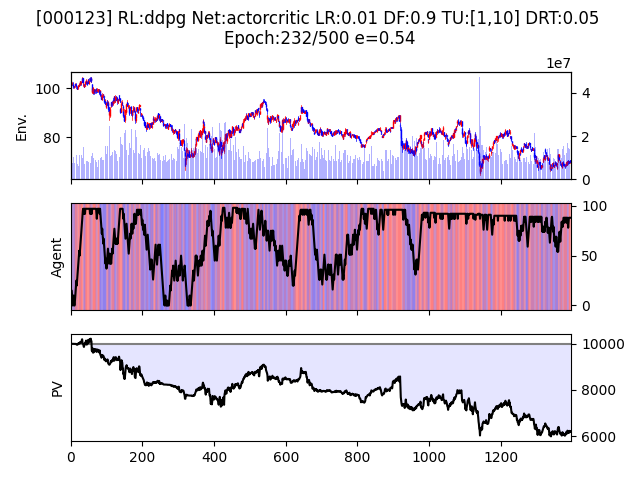 [000123] RL:ddpg Net:actorcritic LR:0.01 DF:0.9 TU:[1,10] DRT:0.05
Epoch:232/500 e=0.54
1e7
Env.
100
80
4
2
0
Agent
100
50
0
PV
10000
8000
6000
0 200 400 600 800 1000 1200